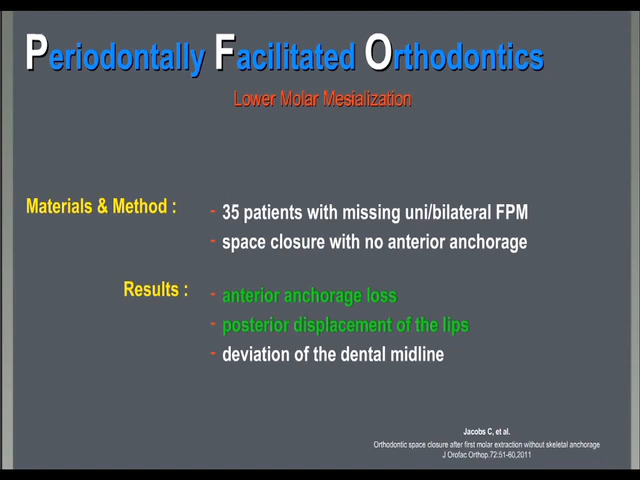 Periodontally Facilitated Orthodontics
Lower Molar Mesialization
Materials & Method :
- 35 patients with missing uni/bilateral FPM
- space closure with no anterior anchorage
Results :
- anterior anchorage loss
- posterior displacement of the lips
- deviation of the dental midline
Jacobs C, et al.
Orthodontic space closure after first molar extraction without skeletal anchorage
J Orofac Orthop.72:51-60,2011